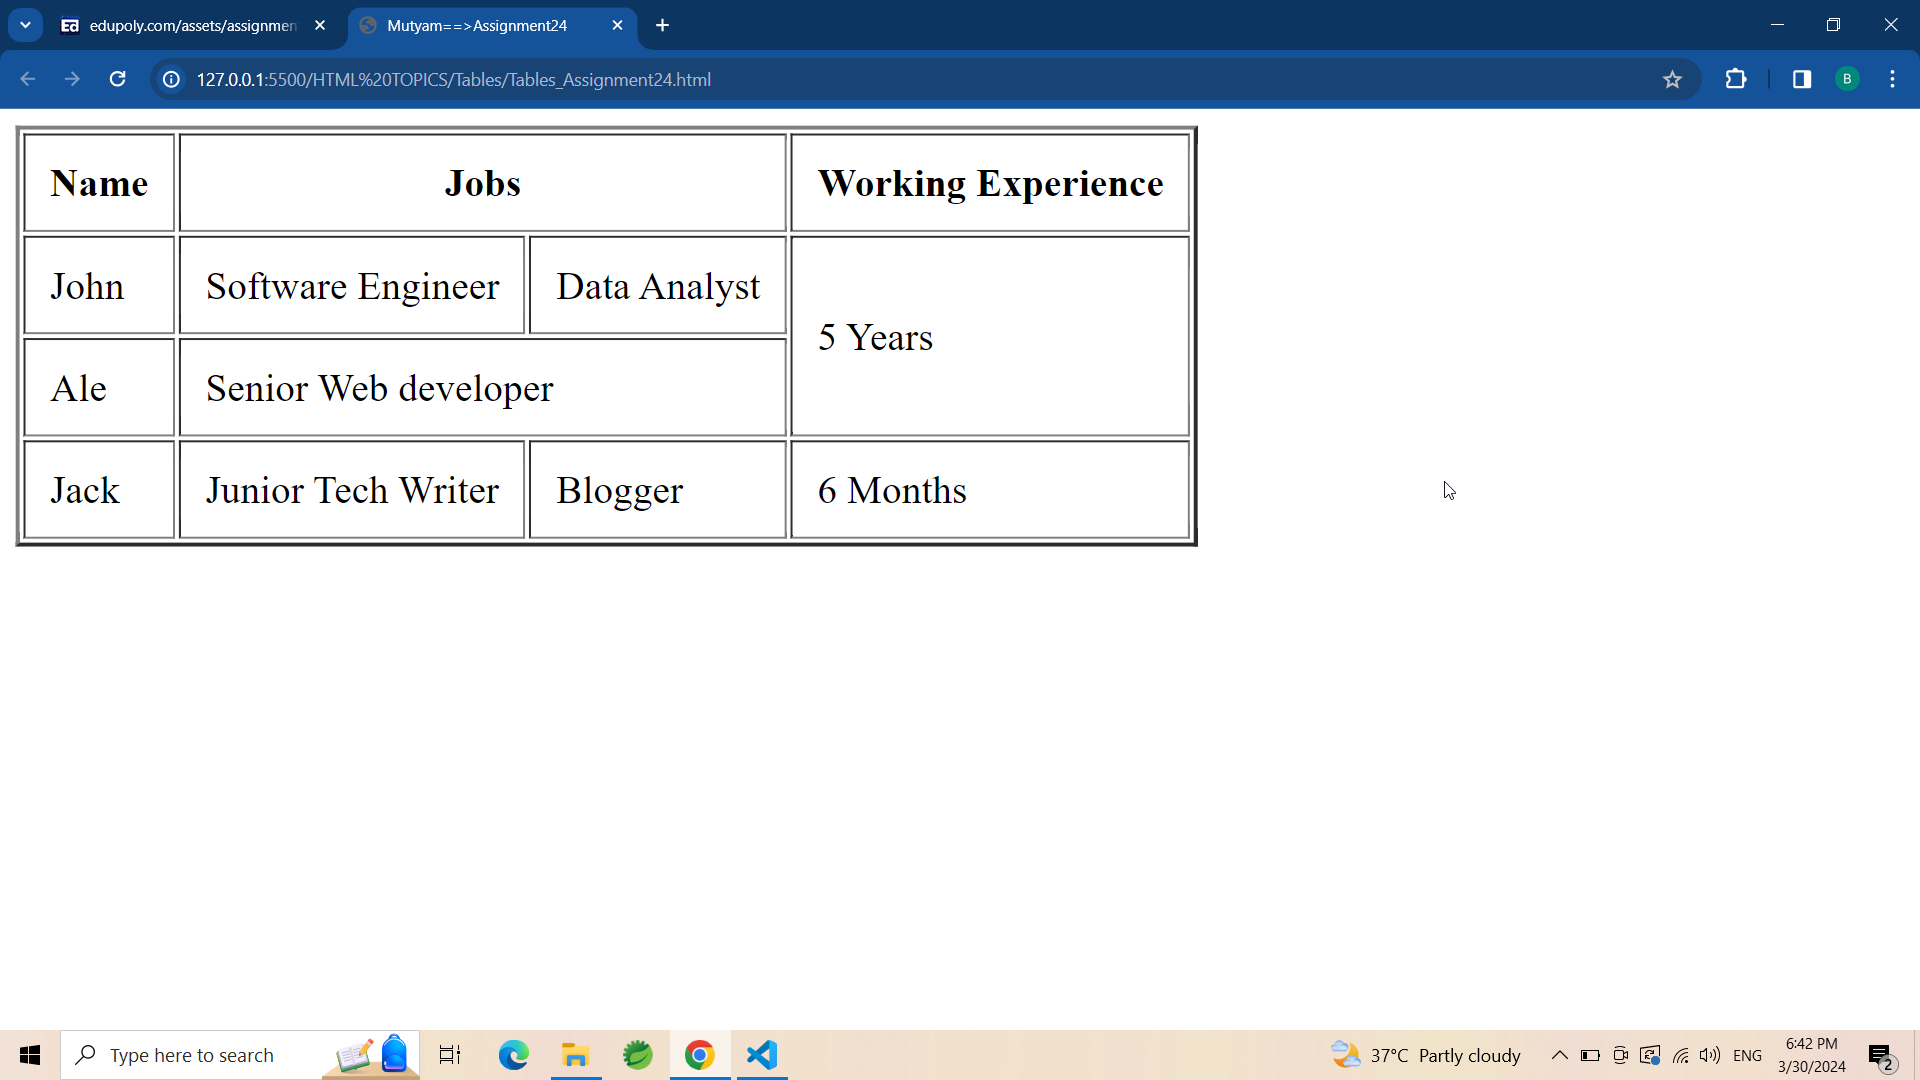 edupoly.com/assets/assignmen
Mutyam==>Assignment24
127.0.0.1:5500/HTML%20TOPICS/Tables/Tables_Assignment24.html
B
Name Jobs Working Experience
John Software Engineer Data Analyst 5 Years
Ale Senior Web developer
Jack Junior Tech Writer Blogger 6 Months
Type here to search
37°C Partly cloudy
ENG
6:42 PM
3/30/2024
2